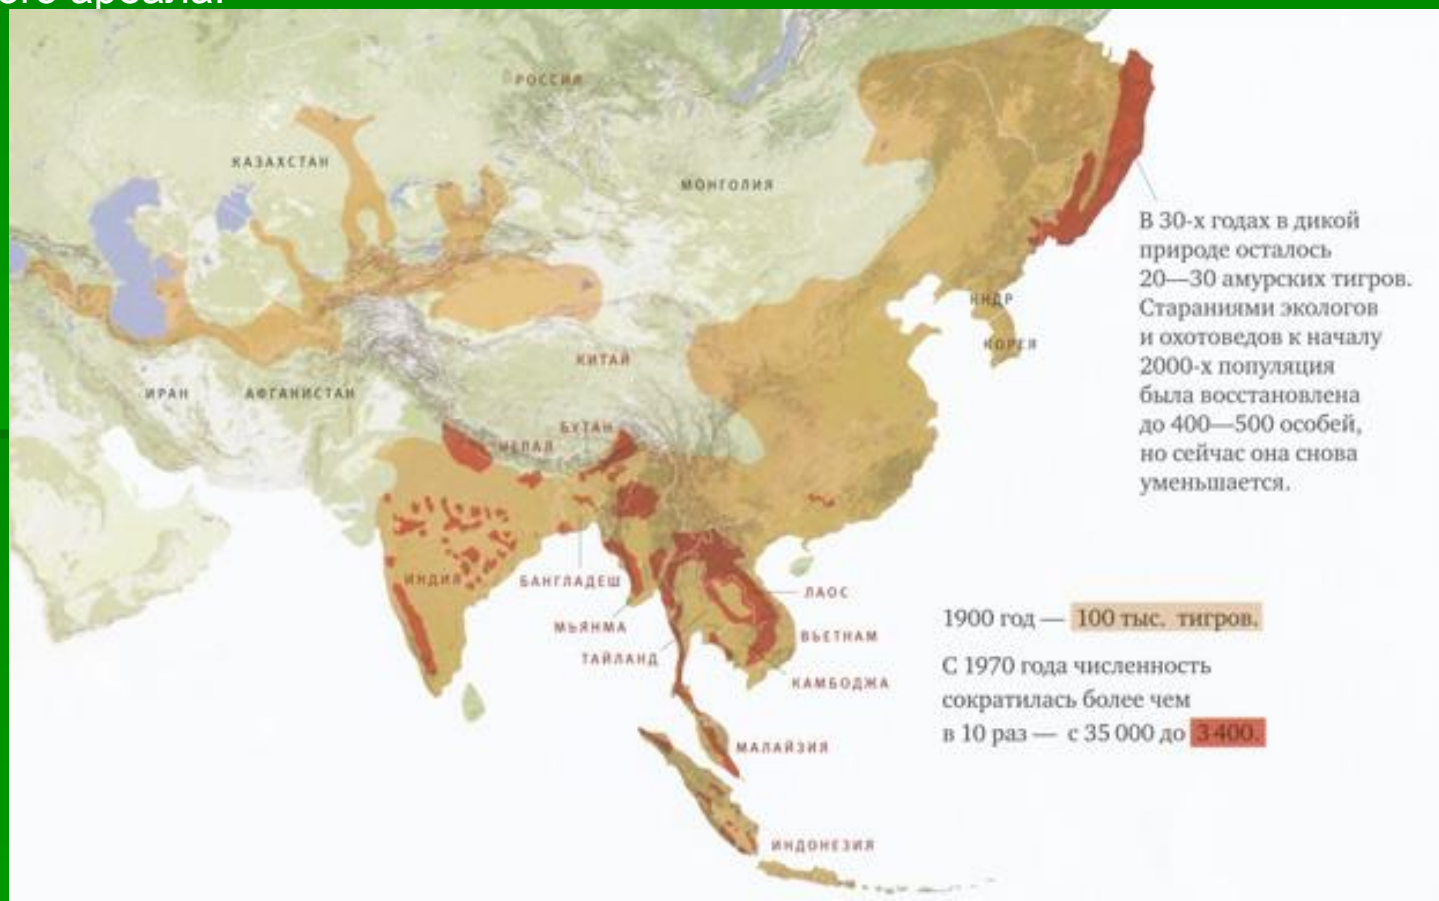 ого ареала.
РОССИЯ
КАЗАХСТАН
МОНГОЛИЯ
В 30-х годах в дикой
природе осталось
20—30 амурских тигров.
Стараниями экологов
и охотоведов к началу
2000-х популяция
была восстановлена
до 400—500 особей,
но сейчас она снова
уменьшается.
КНДР
КОРЕЯ
КИТАЙ
ИРАН
АФГАНИСТАН
БУТАН
НЕПАЛ
ИНДИЯ
БАНГЛАДЕШ
ЛАОС
МЬЯНМА
ВЬЕТНАМ
ТАЙЛАНД
КАМБОДЖА
1900 год — 100 тыс. тигров.
С 1970 года численность
сократилась более чем
в 10 раз — с 35 000 до 3 400.
МАЛАЙЗИЯ
ИНДОНЕЗИЯ